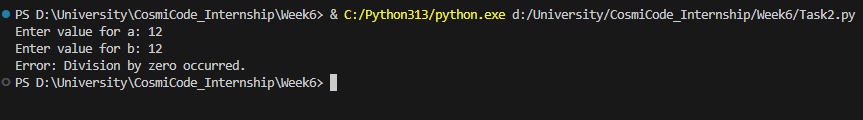 PS D:\University\CosmiCode_Internship\Week6> & C:/Python313/python.exe d:/University/CosmiCode_Internship/Week6/Task2.py
Enter value for a: 12
Enter value for b: 12
Error: Division by zero occurred.
PS D:\University\CosmiCode_Internship\Week6>